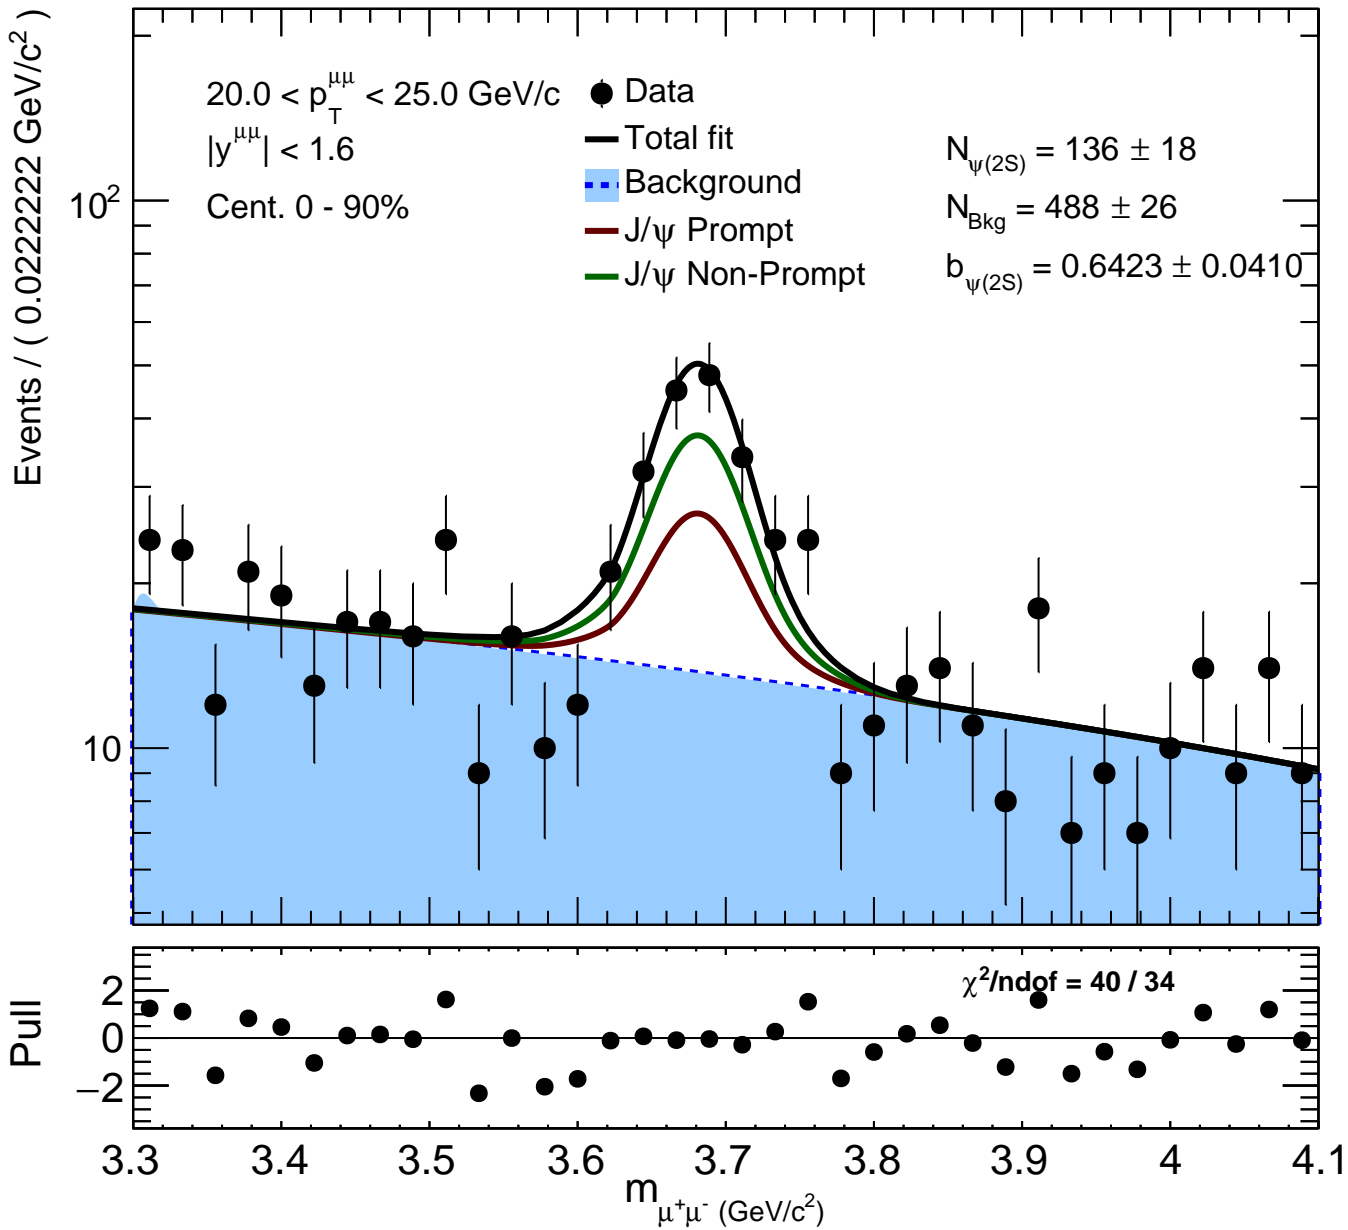 Events / ( 0.0222222 GeV/c²)
20.0 < p_T^μμ < 25.0 GeV/c
|y^μμ| < 1.6
Cent. 0 - 90%
Data
Total fit
Background
J/ψ Prompt
J/ψ Non-Prompt
N_ψ(2S) = 136 ± 18
N_Bkg = 488 ± 26
b_ψ(2S) = 0.6423 ± 0.0410
10²
10
Pull
χ²/ndof = 40 / 34
2
0
−2
3.3 3.4 3.5 3.6 3.7 3.8 3.9 4 4.1
m_μ⁺μ⁻ (GeV/c²)